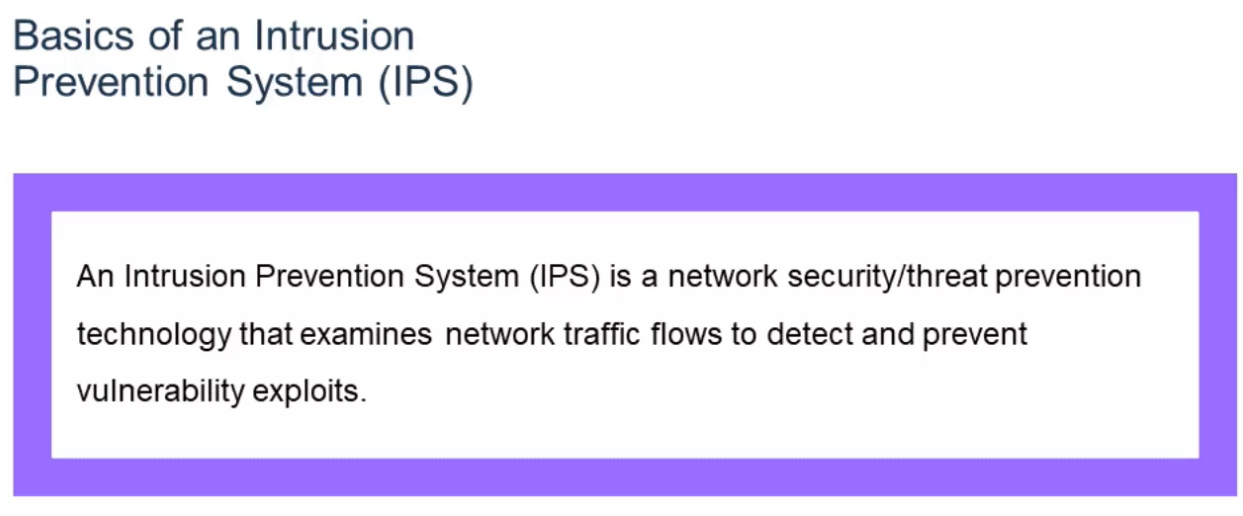 Basics of an Intrusion
Prevention System (IPS)
An Intrusion Prevention System (IPS) is a network security/threat prevention
technology that examines network traffic flows to detect and prevent
vulnerability exploits.